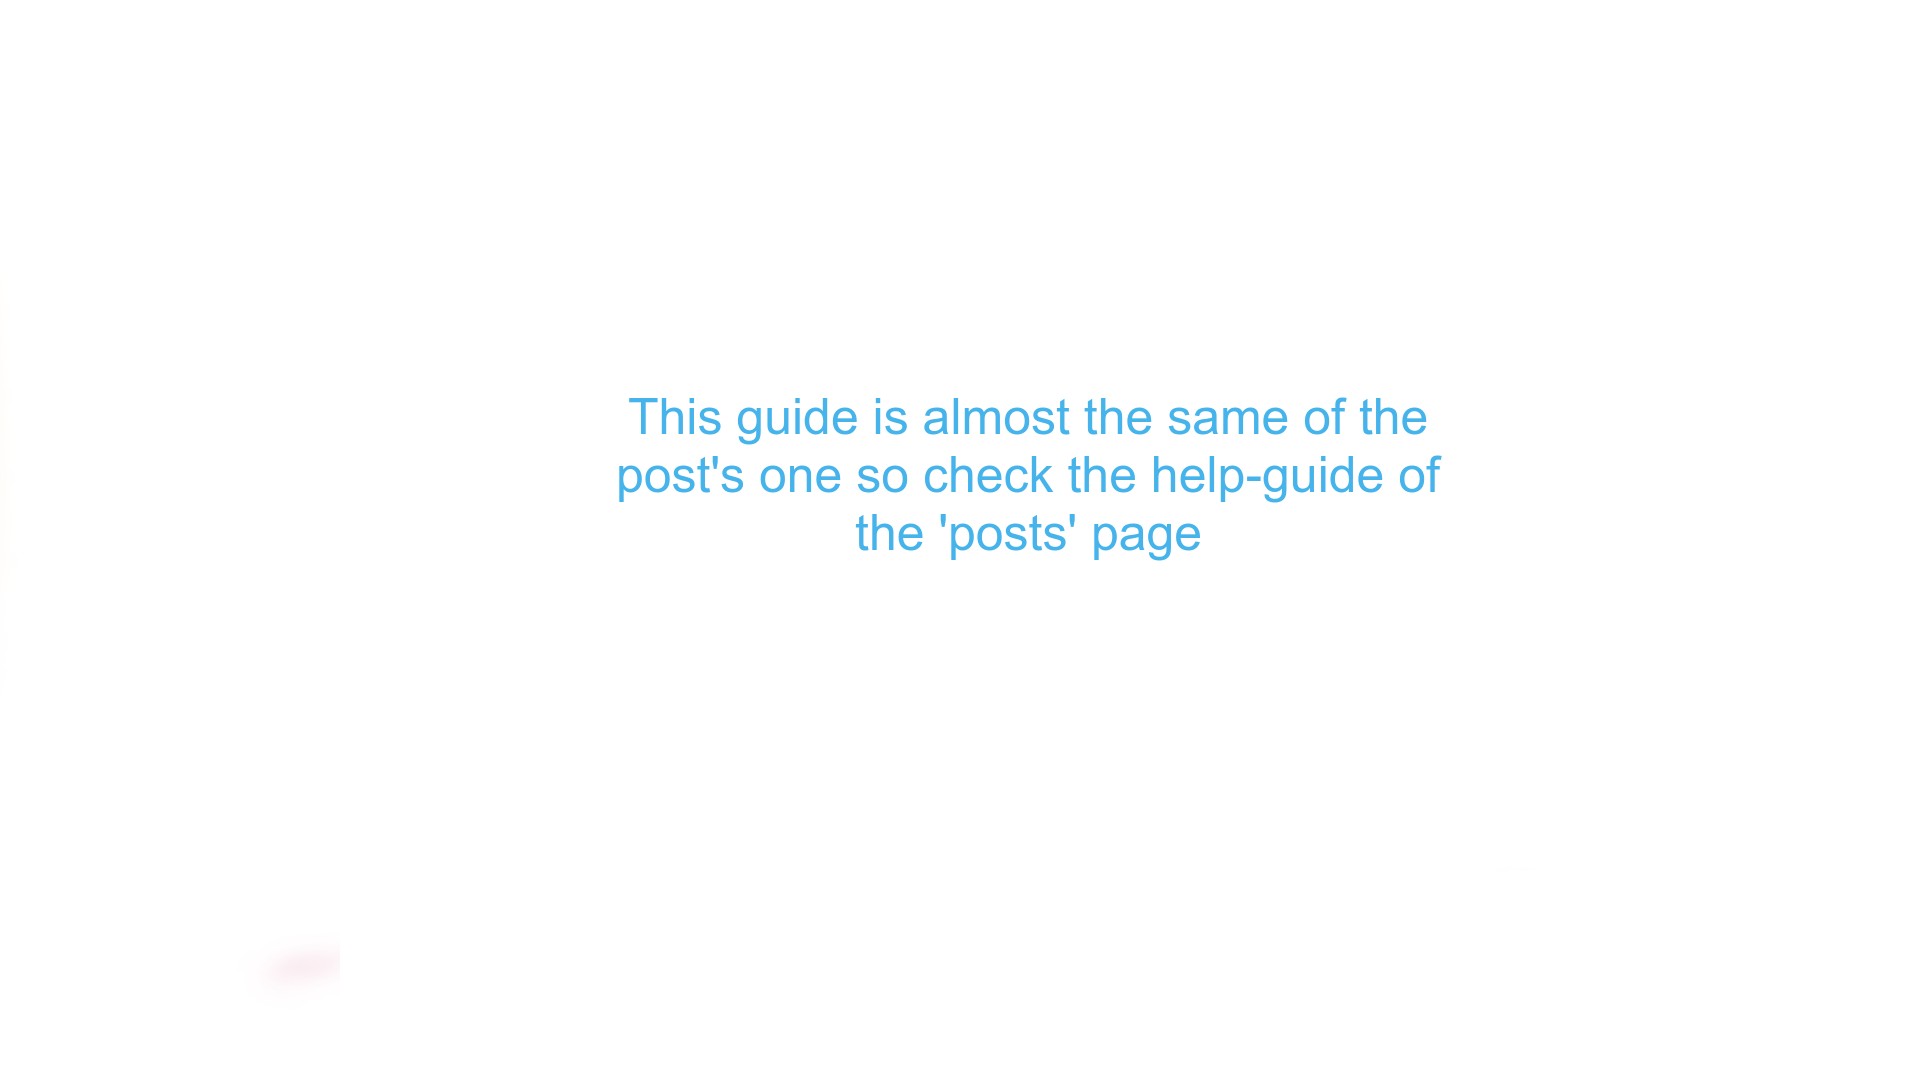 This guide is almost the same of the
post's one so check the help-guide of
the 'posts' page